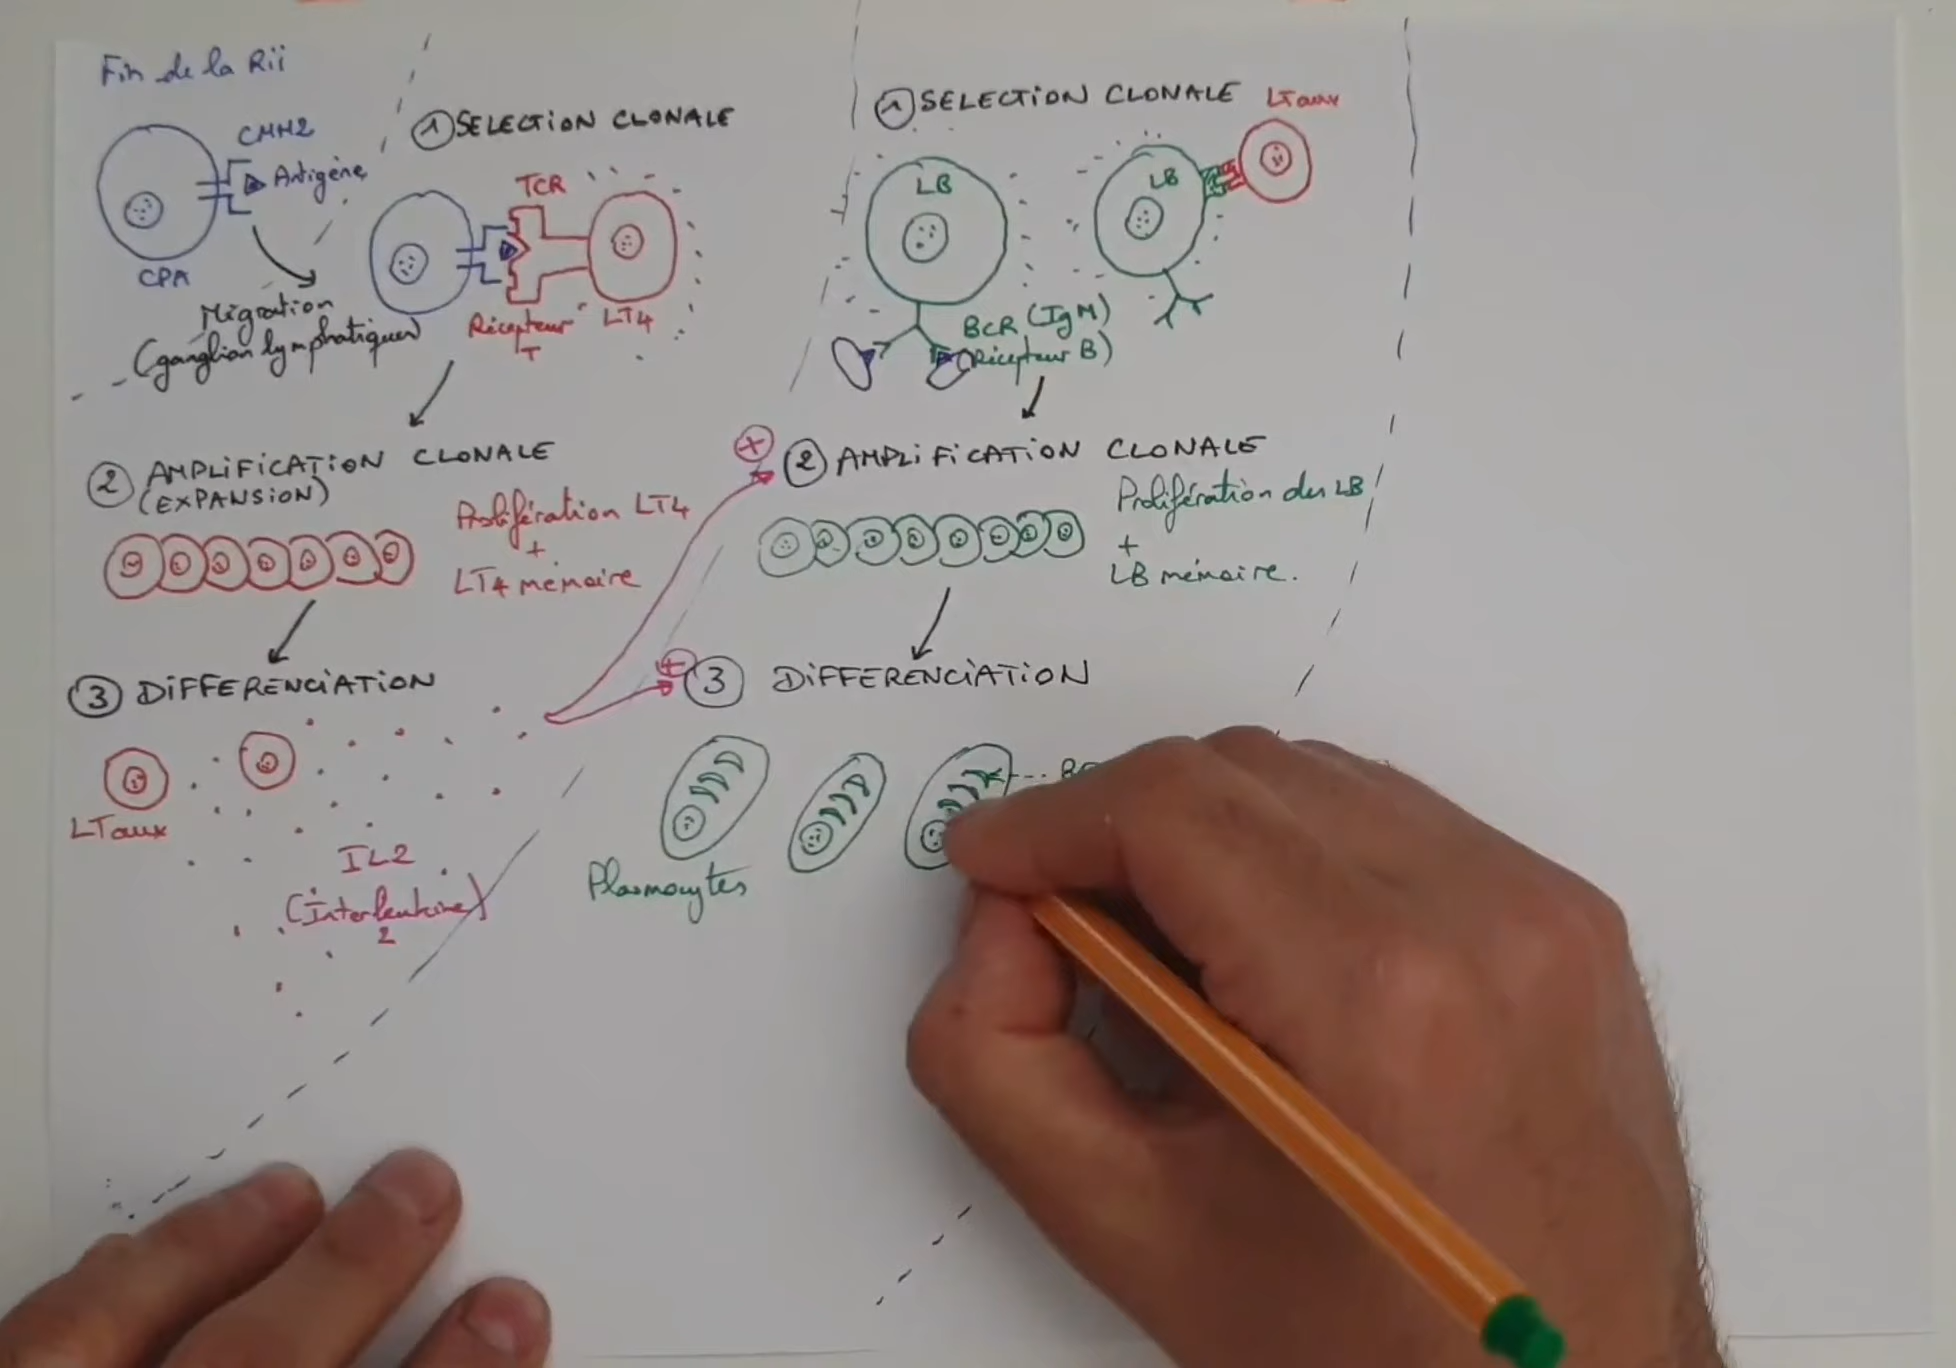 Fin de la Rii
CMH2
Antigène
CPA
Migration
(ganglion lymphatique)
1 SELECTION CLONALE
TCR
Récepteur
T
LT4
2 AMPLIFICATION CLONALE
(EXPANSION)
Prolifération LT4
+
LT4 mémoire
3 DIFFERENCIATION
LTaux
IL2
(Interleukine)
2
1 SELECTION CLONALE
LTaux
LB
LB
BCR (IgM)
(Récepteur B)
+
2 AMPLIFICATION CLONALE
Prolifération des LB
+
LB mémoire.
+
3 DIFFERENCIATION
Plasmocytes